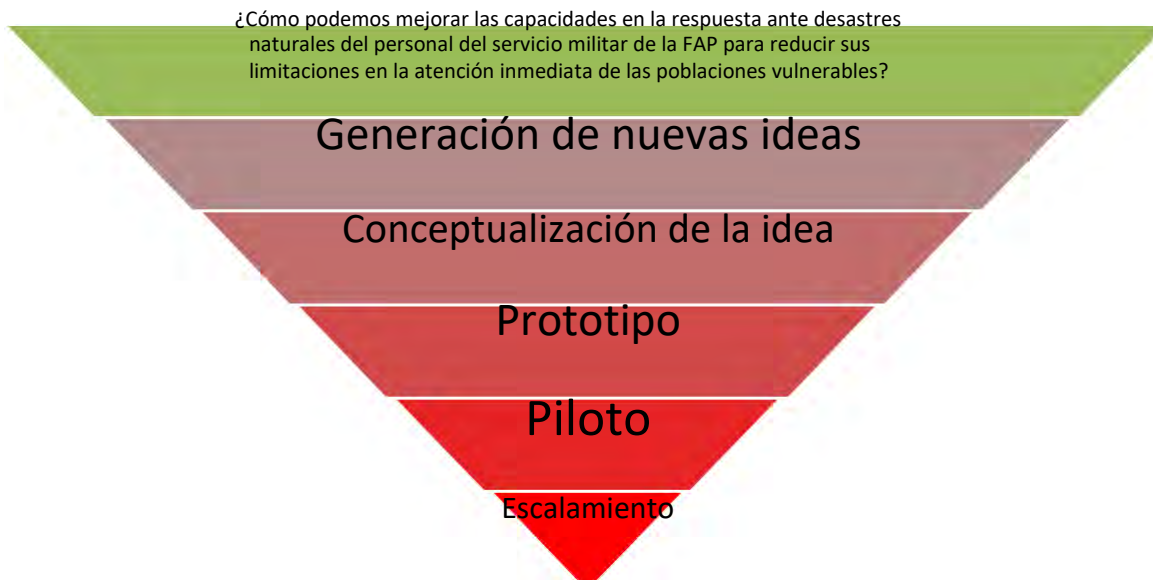 ¿Cómo podemos mejorar las capacidades en la respuesta ante desastres
naturales del personal del servicio militar de la FAP para reducir sus
limitaciones en la atención inmediata de las poblaciones vulnerables?
Generación de nuevas ideas
Conceptualización de la idea
Prototipo
Piloto
Escalamiento